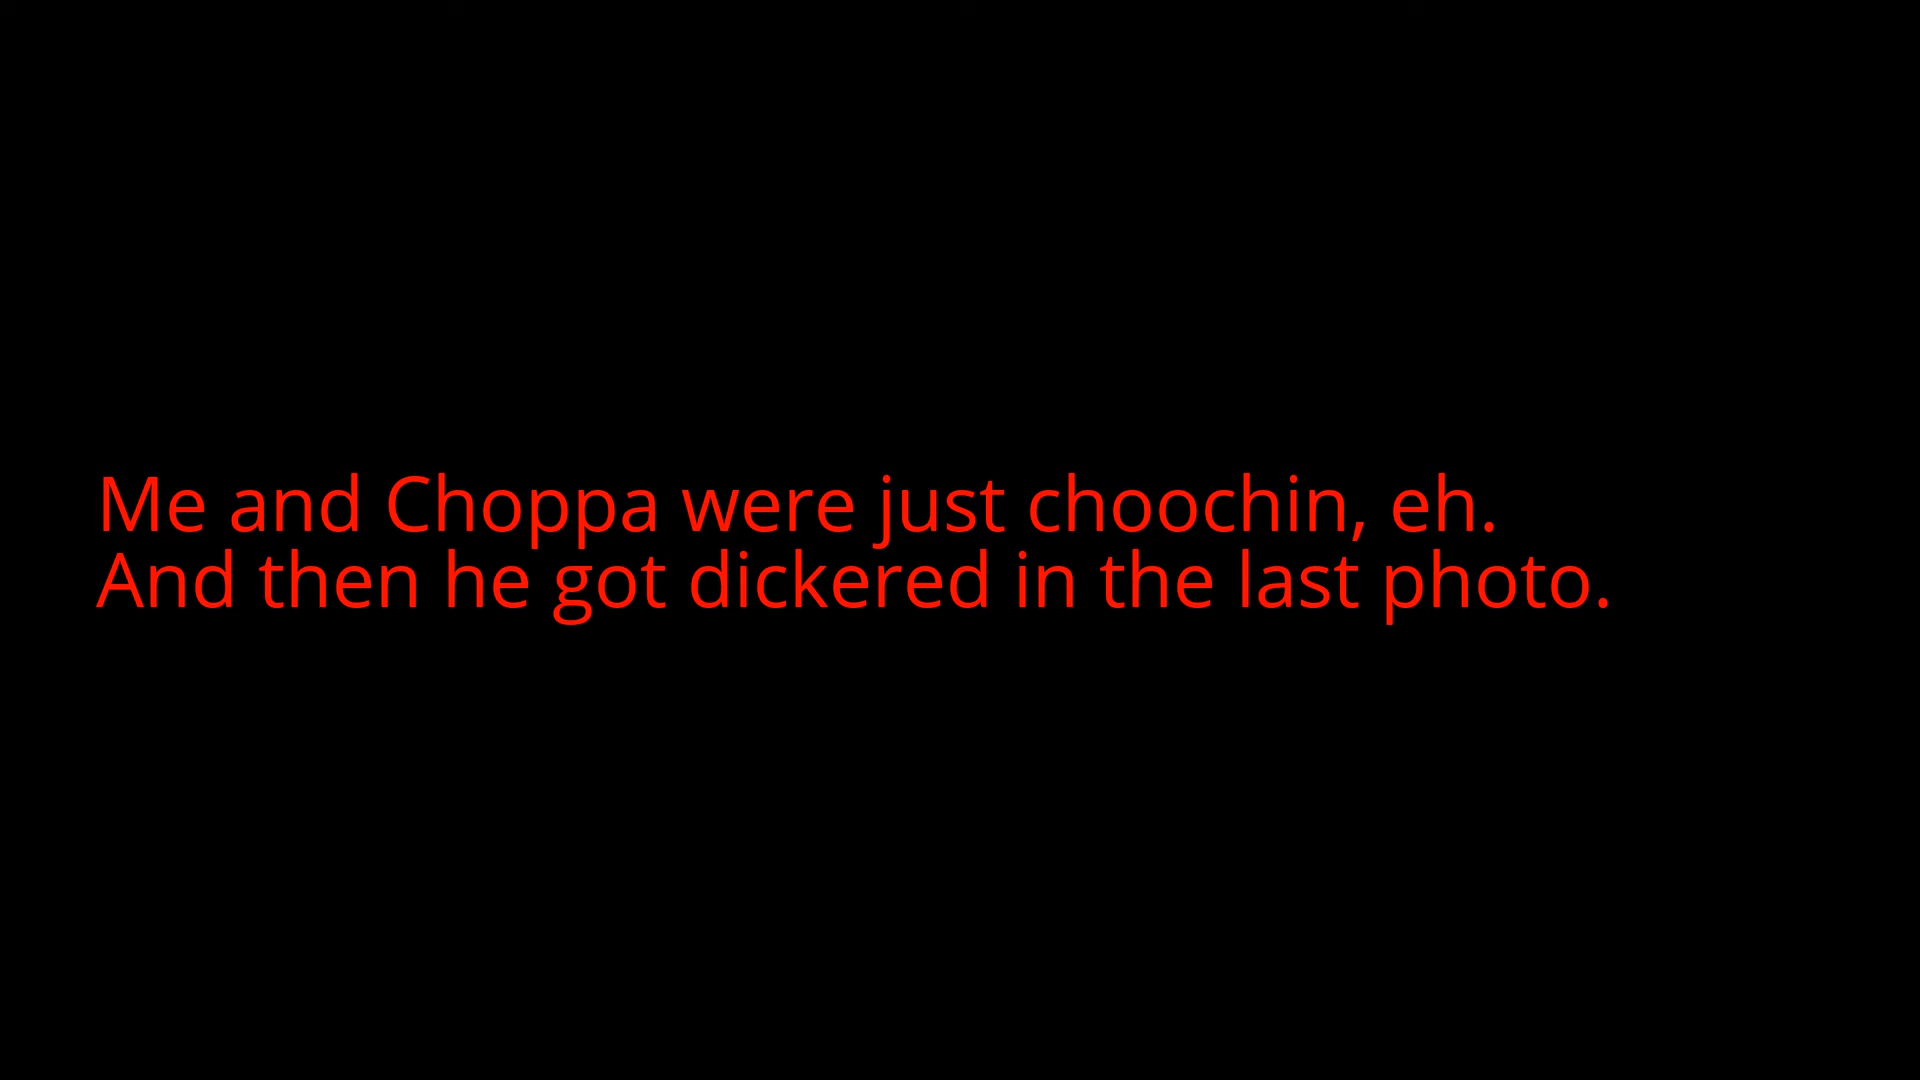 Me and Choppa were just choochin, eh.
And then he got dickered in the last photo.